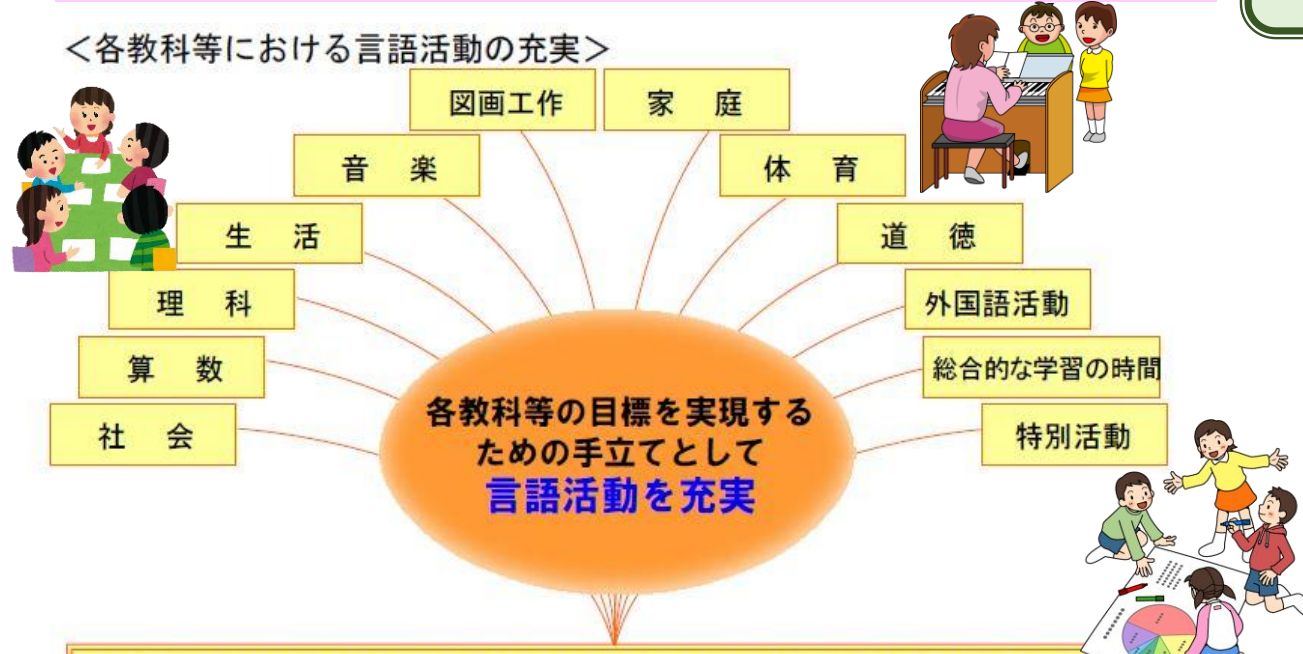 <各教科等における言語活動の充実>
図画工作
家 庭
音 楽
体 育
生 活
道 徳
理 科
外国語活動
算 数
総合的な学習の時間
社 会
特別活動
各教科等の目標を実現する
ための手立てとして
言語活動を充実